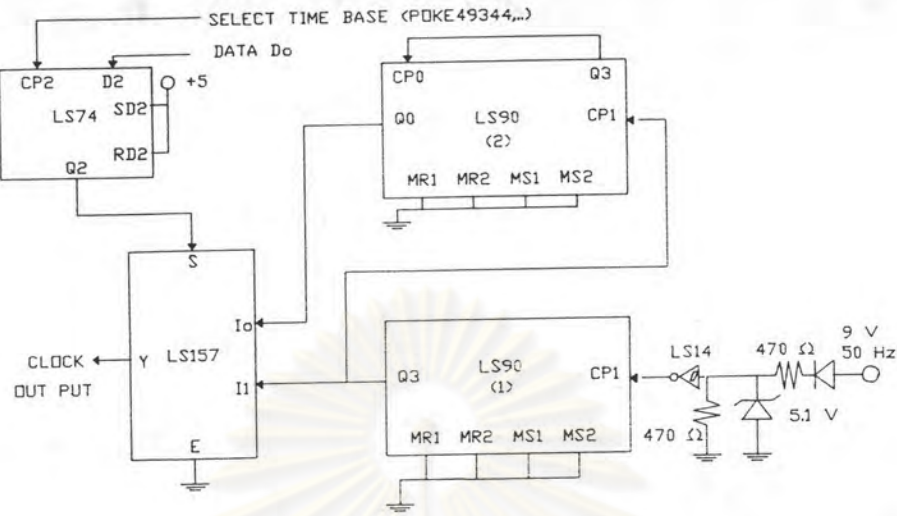 SELECT TIME BASE (POKE49344,..)
DATA Do
CP2 D2
+5
LS74
SD2
RD2
Q2
CP0 Q3
Q0 LS90 CP1
(2)
MR1 MR2 MS1 MS2
S
Io
CLOCK Y LS157
OUT PUT
I1
E
LS90
Q3 CP1
(1)
MR1 MR2 MS1 MS2
LS14
470 Ω
9 V
50 Hz
470 Ω
5.1 V